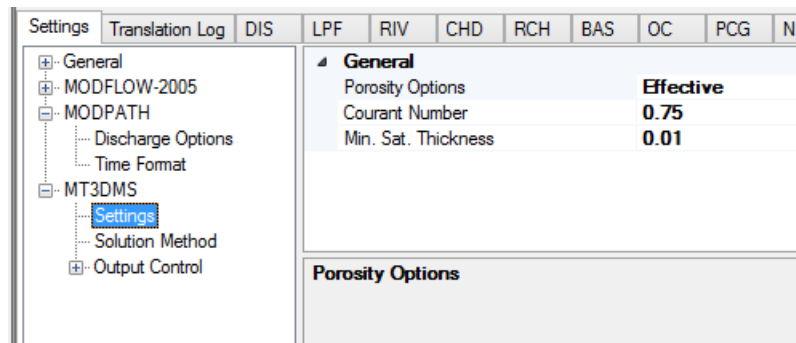 Settings Translation Log DIS LPF RIV CHD RCH BAS OC PCG N
General
MODFLOW-2005
MODPATH
Discharge Options
Time Format
MT3DMS
Settings
Solution Method
Output Control
General
Porosity Options Effective
Courant Number 0.75
Min. Sat. Thickness 0.01
Porosity Options